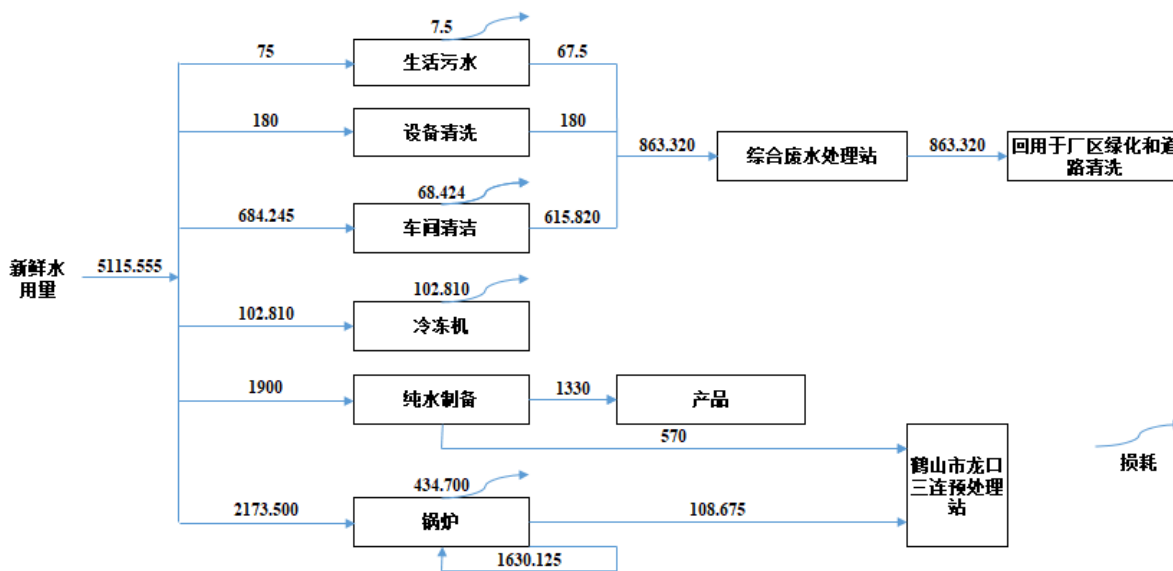 7.5
75
生活污水
67.5
180
设备清洗
180
863.320
综合废水处理站
863.320
回用于厂区绿化和道
路清洗
68.424
684.245
车间清洁
615.820
新鲜水
用量
5115.555
102.810
102.810
冷冻机
1900
纯水制备
1330
产品
570
鹤山市龙口
三连预处理
站
损耗
434.700
2173.500
锅炉
108.675
1630.125